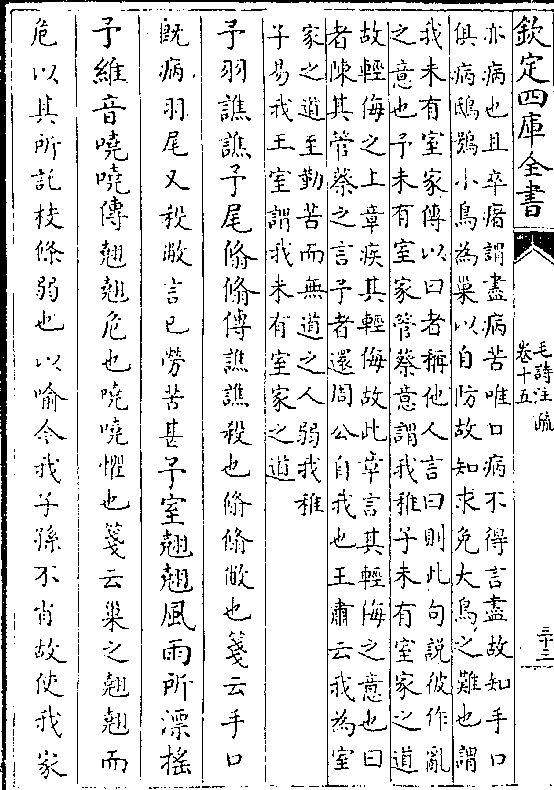 欽定四庫全書
毛詩注疏
卷十五
三十三
亦病也且卒瘏謂盡病苦唯口病不得言盡故知手口
俱病鴟鴞小鳥為巢以自防故知求免大鳥之難也謂
我未有室家傳以曰者稱他人言曰則此句說彼作亂
之意也予未有室家管蔡意謂我稚子未有室家之道
故輕侮之上章疾其輕侮故此章言其輕侮之意也曰
者陳其管蔡之言予者還周公自我也王肅云我為室
家之道至勤苦而無道之人弱我稚
子易我王室謂我未有室家之道
予羽譙譙予尾翛翛傳譙譙殺也翛翛敝也箋云手口
既病羽尾又殺敝言已勞苦甚予室翹翹風雨所漂搖
予維音嘵嘵傳翹翹危也嘵嘵懼也箋云巢之翹翹而
危以其所託枝條弱也以喻今我子孫不肖故使我家